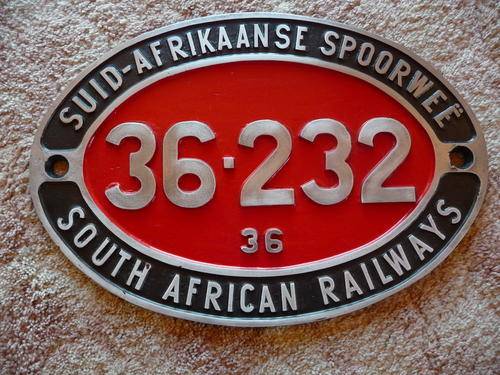 SUID-AFRIKAANSE SPOORWEË
36·232
36
SOUTH AFRICAN RAILWAYS